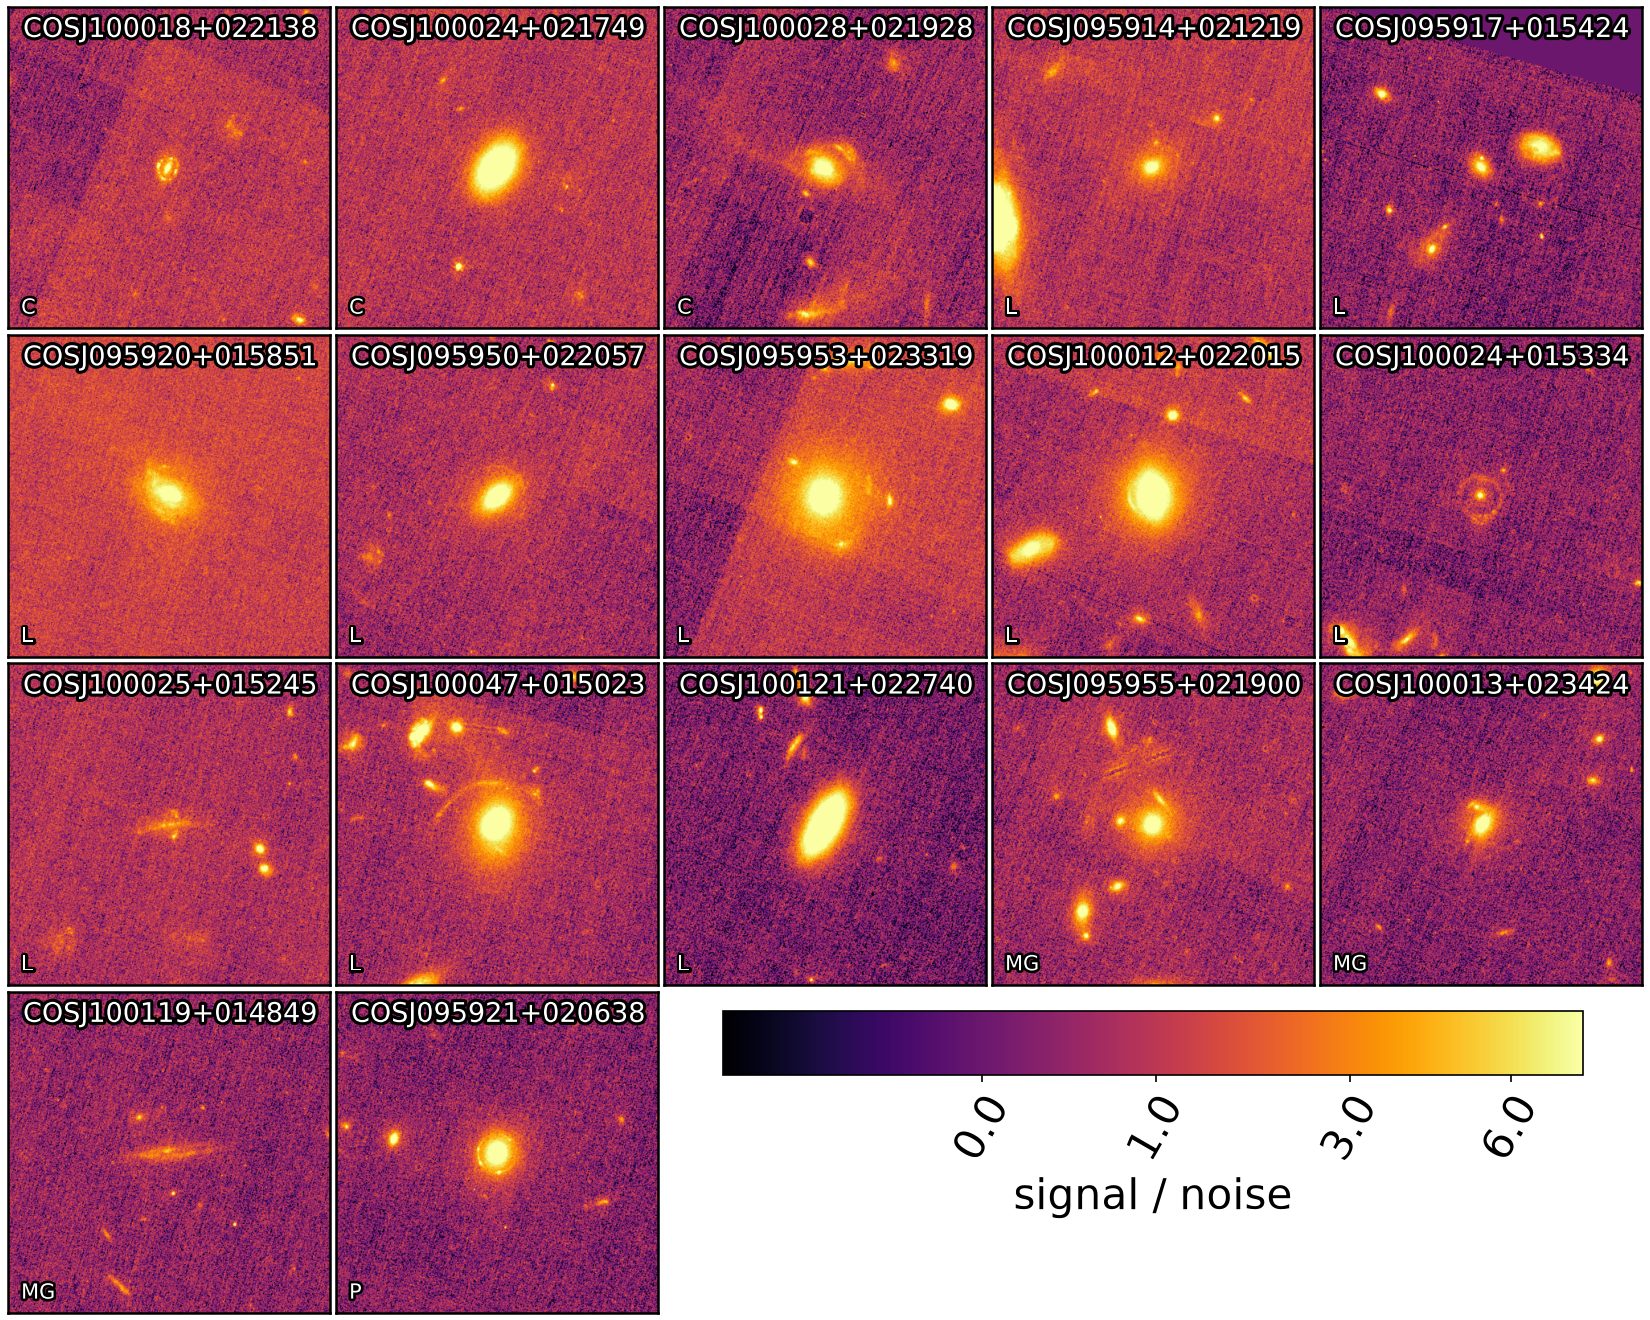 COSJ100018+022138
C
COSJ100024+021749
C
COSJ100028+021928
C
COSJ095914+021219
L
COSJ095917+015424
L
COSJ095920+015851
L
COSJ095950+022057
L
COSJ095953+023319
L
COSJ100012+022015
L
COSJ100024+015334
L
COSJ100025+015245
L
COSJ100047+015023
L
COSJ100121+022740
L
COSJ095955+021900
MG
COSJ100013+023424
MG
COSJ100119+014849
MG
COSJ095921+020638
P
0.0
1.0
3.0
6.0
signal / noise